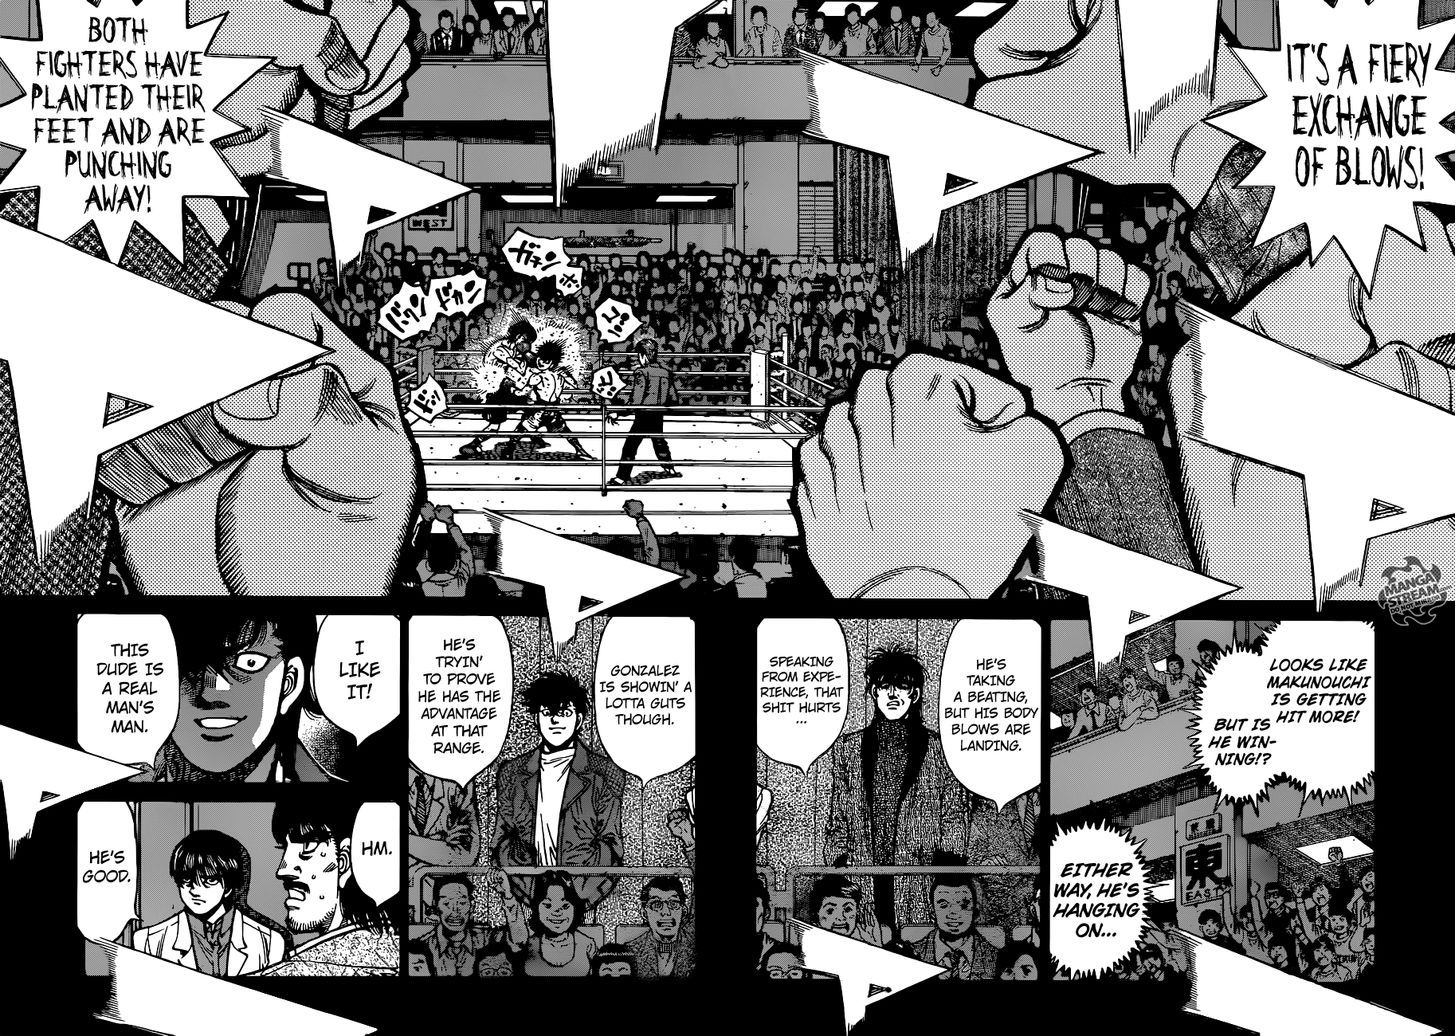 IT'S A FIERY
EXCHANGE
OF BLOWS!
BOTH
FIGHTERS HAVE
PLANTED THEIR
FEET AND ARE
PUNCHING
AWAY!
WEST
LOOKS LIKE
MAKUNOUCHI
IS GETTING
HIT MORE!
BUT IS
HE WIN-
NING!?
東
EAST
EITHER
WAY, HE'S
HANGING
ON...
HE'S
TAKING
A BEATING,
BUT HIS BODY
BLOWS ARE
LANDING.
SPEAKING
FROM EXPE-
RIENCE, THAT
SHIT HURTS
...
GONZALEZ
IS SHOWIN' A
LOTTA GUTS
THOUGH.
HE'S
TRYIN'
TO PROVE
HE HAS THE
ADVANTAGE
AT THAT
RANGE.
I
LIKE
IT!
THIS
DUDE IS
A REAL
MAN'S
MAN.
HM.
HE'S
GOOD.
MANGA
STREAM